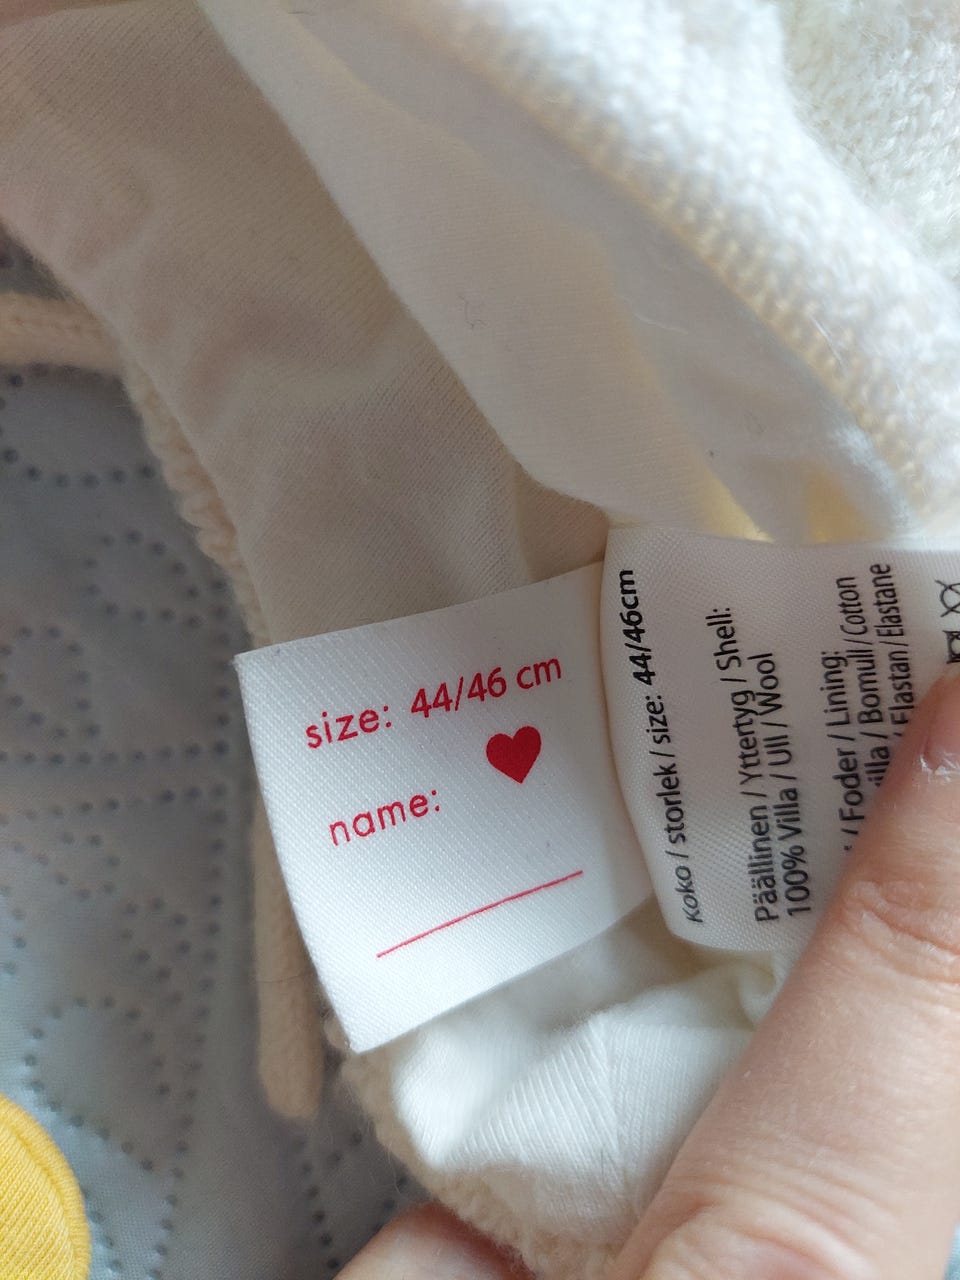 size: 44/46 cm
name:
Koko / storlek / size: 44/46cm
Päällinen / Yttertyg / Shell:
100% Villa / Ull / Wool
/ Foder / Lining:
/ Bomull / Cotton
/ Elastan / Elastane